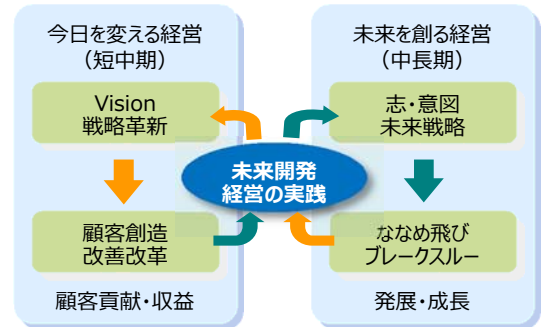 今日を変える経営
（短中期）
Vision
戦略革新
顧客創造
改善改革
顧客貢献・収益
未来開発
経営の実践
未来を創る経営
（中長期）
志・意図
未来戦略
ななめ飛び
ブレークスルー
発展・成長